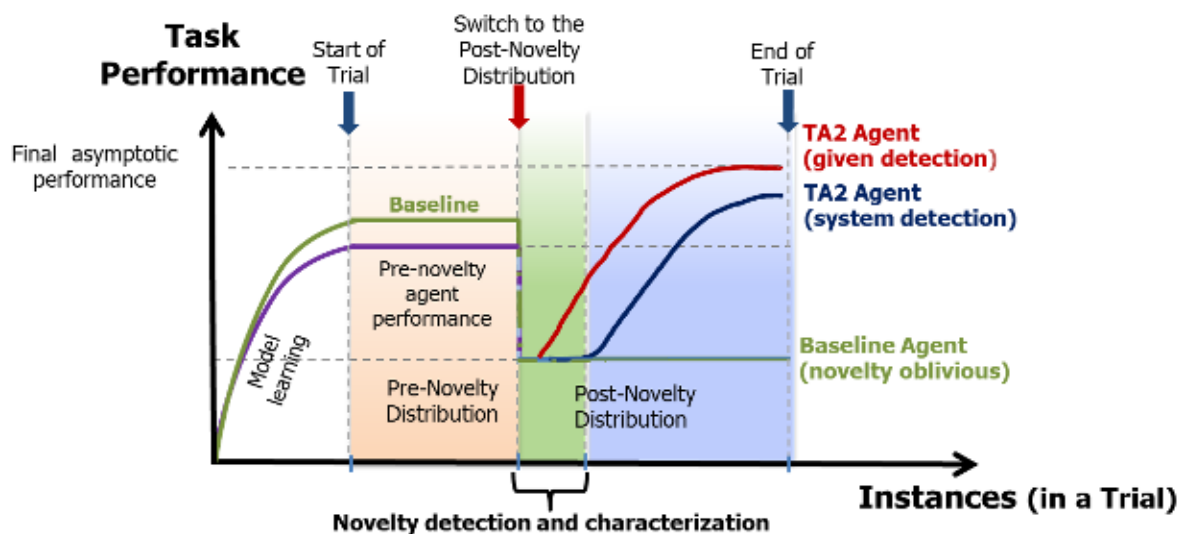 Task
Performance
Start of
Trial
Switch to the
Post-Novelty
Distribution
End of
Trial
Final asymptotic
performance
Baseline
TA2 Agent
(given detection)
TA2 Agent
(system detection)
Pre-novelty
agent
performance
Model
learning
Baseline Agent
(novelty oblivious)
Pre-Novelty
Distribution
Post-Novelty
Distribution
Instances (in a Trial)
Novelty detection and characterization